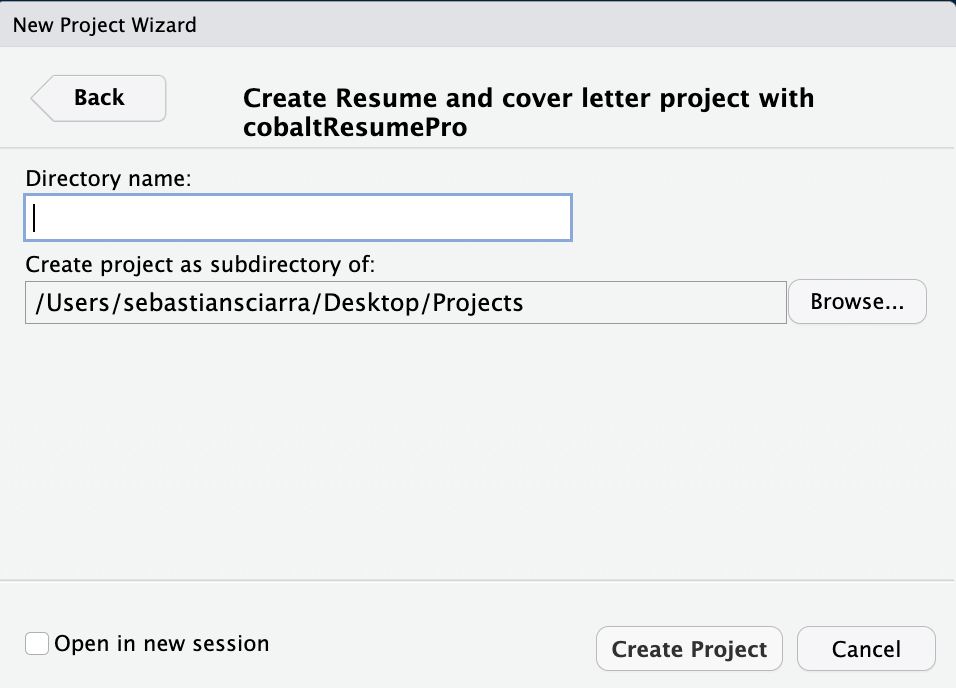 New Project Wizard
Back
Create Resume and cover letter project with
cobaltResumePro
Directory name:
Create project as subdirectory of:
/Users/sebastiansciarra/Desktop/Projects
Browse...
Open in new session
Create Project
Cancel